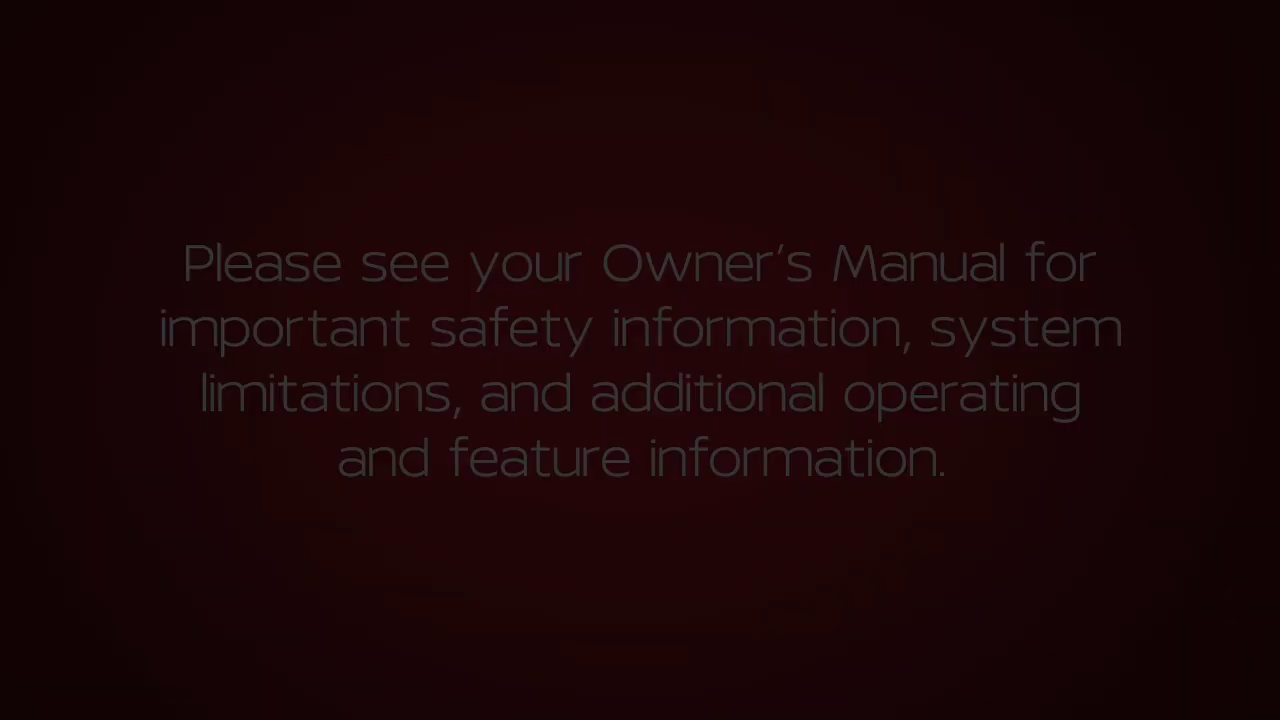 Please see your Owner’s Manual for
important safety information, system
limitations, and additional operating
and feature information.